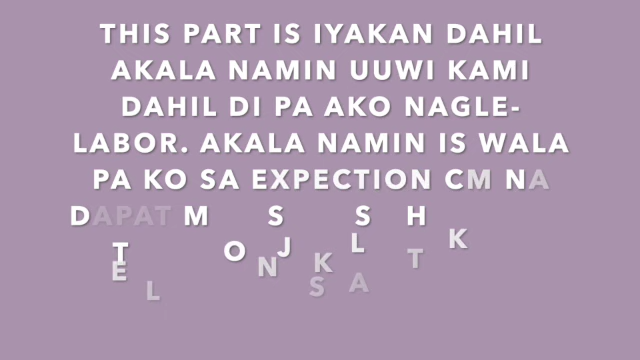 THIS PART IS IYAKAN DAHIL
AKALA NAMIN UUWI KAMI
DAHIL DI PA AKO NAGLE-
LABOR. AKALA NAMIN IS WALA
PA KO SA EXPECTION CM NA
DAPAT